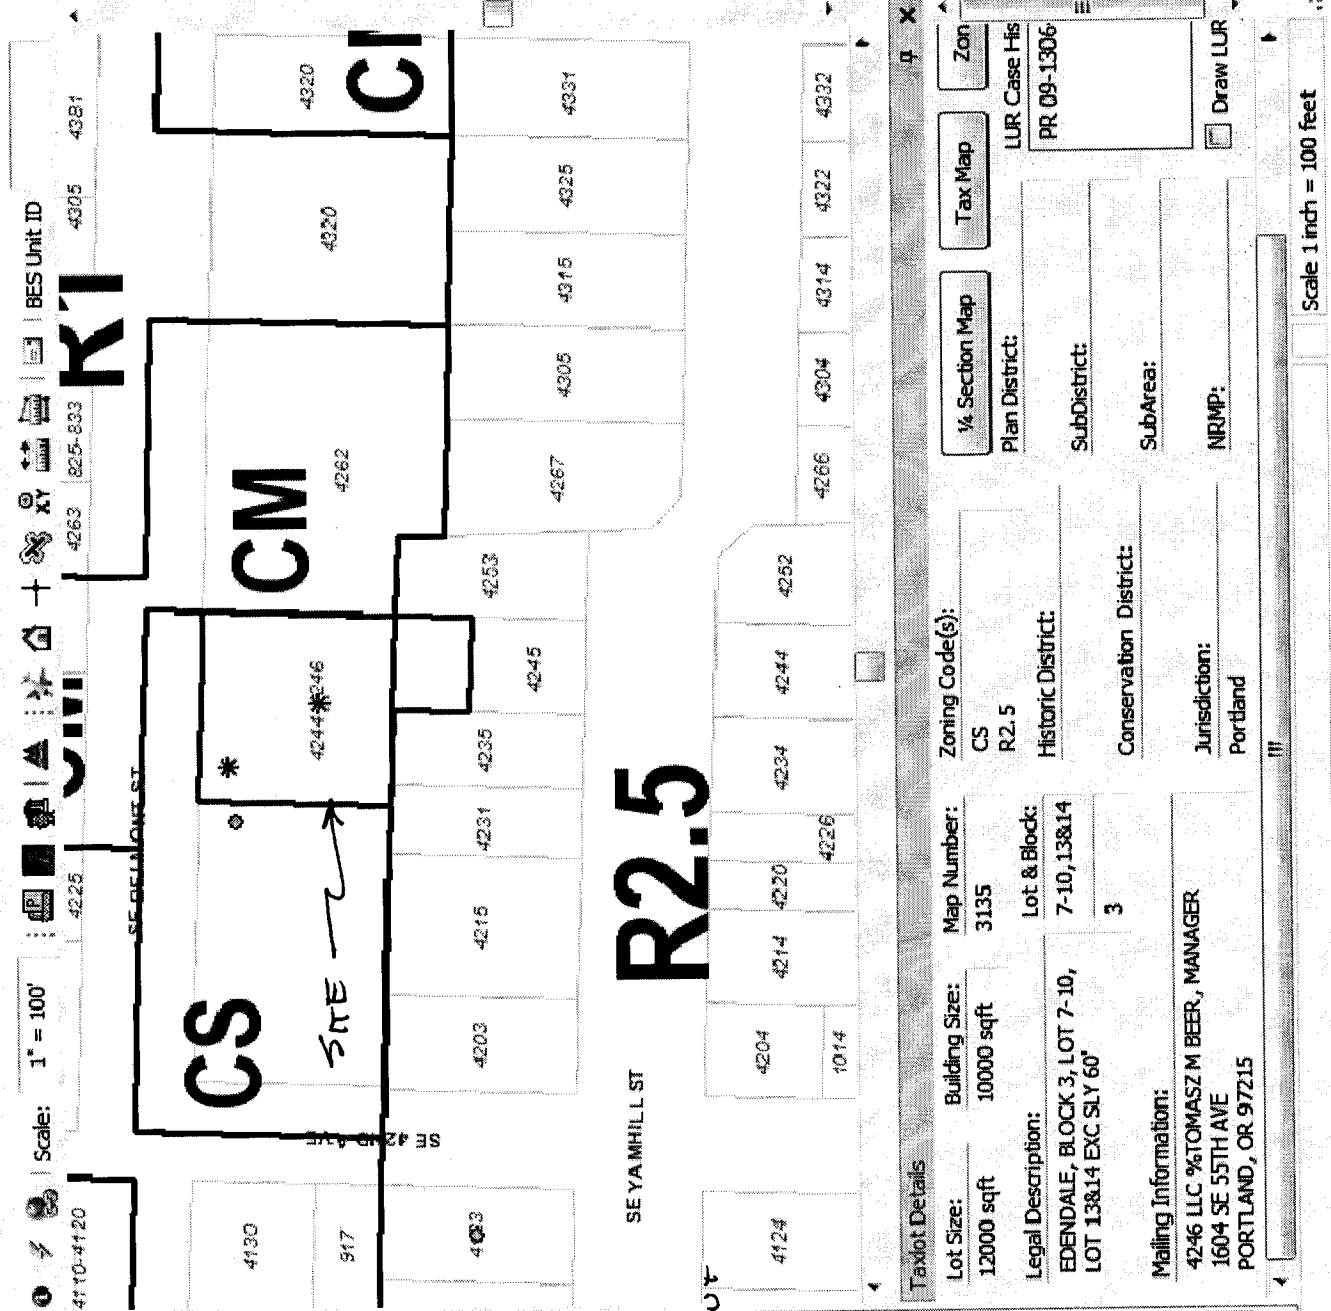 Scale: 1" = 100' BES Unit ID
XY
4110-4120 4225 4263 825-833 4305 4381
SE BELMONT ST
R1
CS
CM
4130
917
4320
4320
4262
4244
SITE
SE 42ND AVE
4203 4215 4231 4235 4245 4253 4267 4305 4315 4325 4331
R2.5
SE YAMHILL ST
4124 4204 1014 4214 4220 4226 4234 4244 4252 4266 4304 4314 4322 4332
Taxlot Details
Lot Size:
12000 sqft
Building Size:
10000 sqft
Map Number:
3135
Zoning Code(s):
CS
R2.5
Legal Description:
EDENDALE, BLOCK 3, LOT 7-10,
LOT 13&14 EXC SLY 60'
Lot & Block:
7-10,13&14
3
Historic District:
Conservation District:
Mailing Information:
4246 LLC %TOMASZ M BEER, MANAGER
1604 SE 55TH AVE
PORTLAND, OR 97215
Jurisdiction:
Portland
¼ Section Map Tax Map Zon
Plan District:
SubDistrict:
SubArea:
NRMP:
LUR Case His
PR 09-1306
Draw LUR
Scale 1 inch = 100 feet